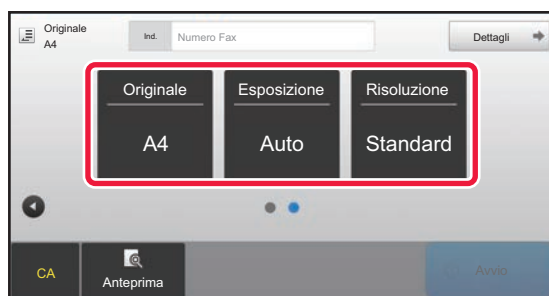 Originale
A4
Ind.
Numero Fax
Dettagli
Originale
A4
Esposizione
Auto
Risoluzione
Standard
CA
Anteprima
Avvio